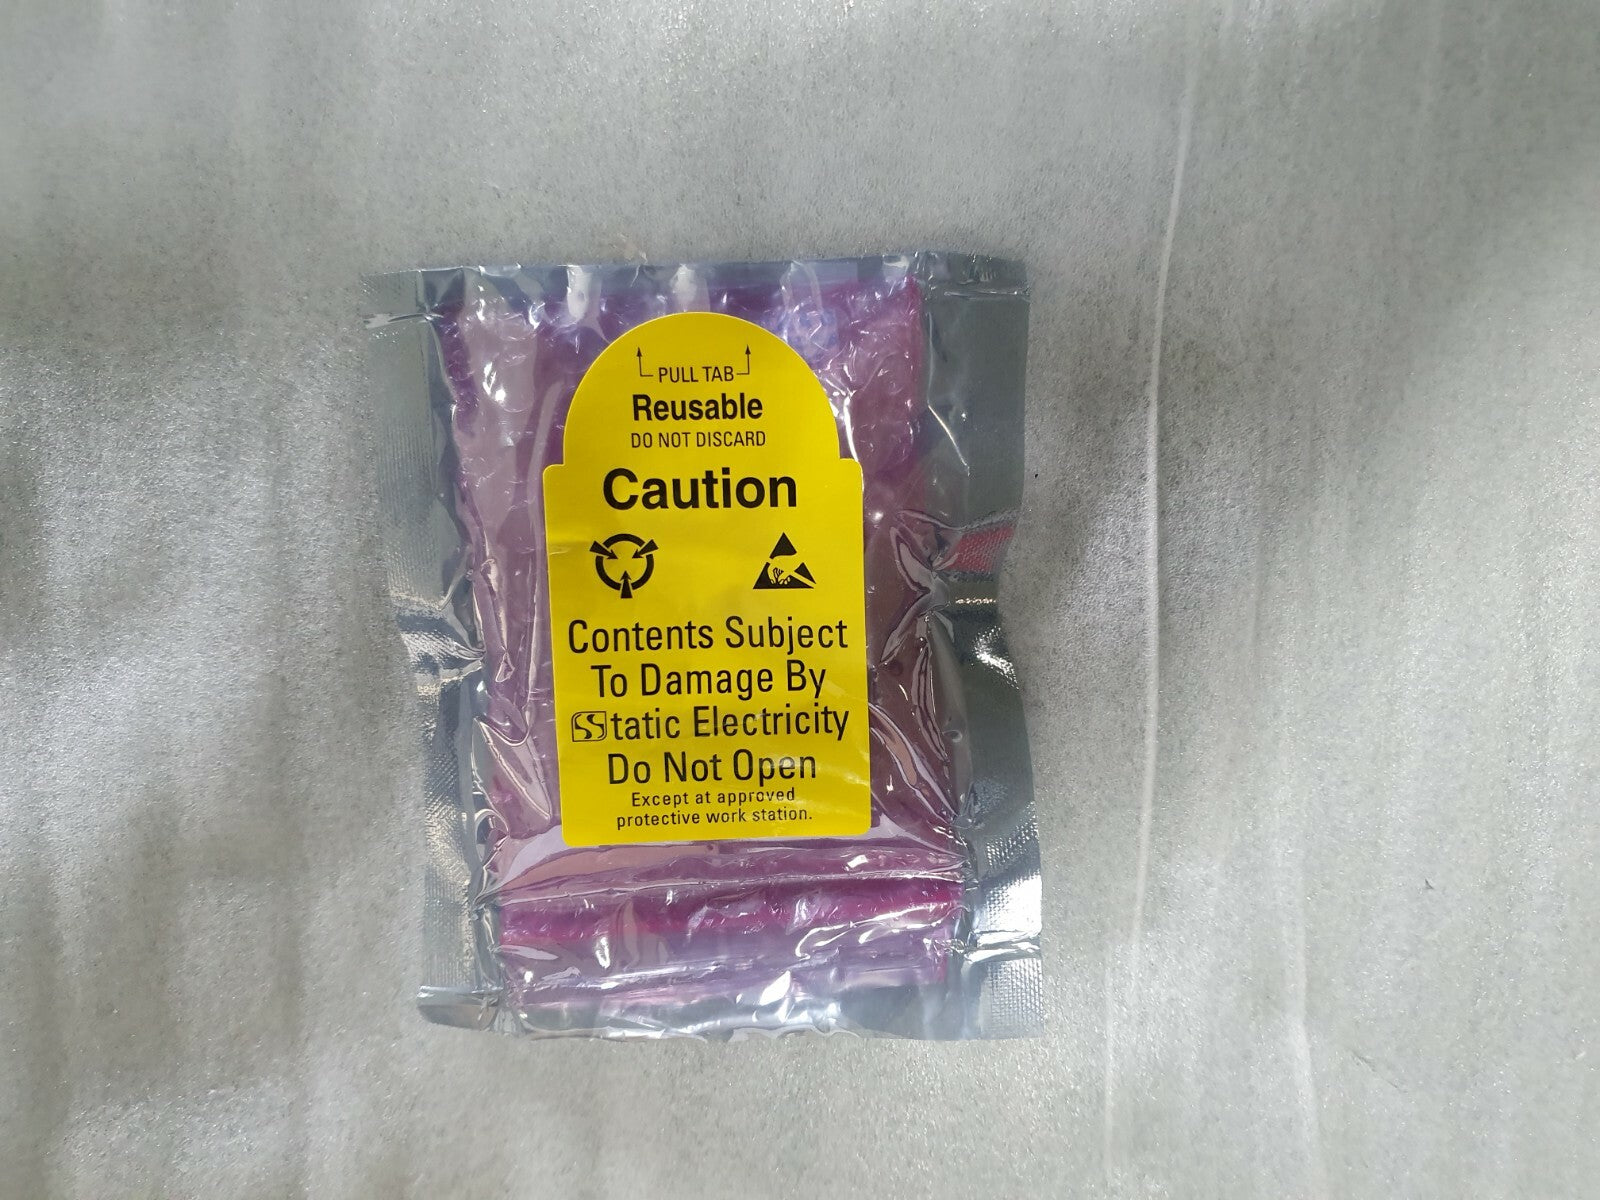 PULL TAB
Reusable
DO NOT DISCARD
Caution
Contents Subject
To Damage By
Static Electricity
Do Not Open
Except at approved
protective work station.